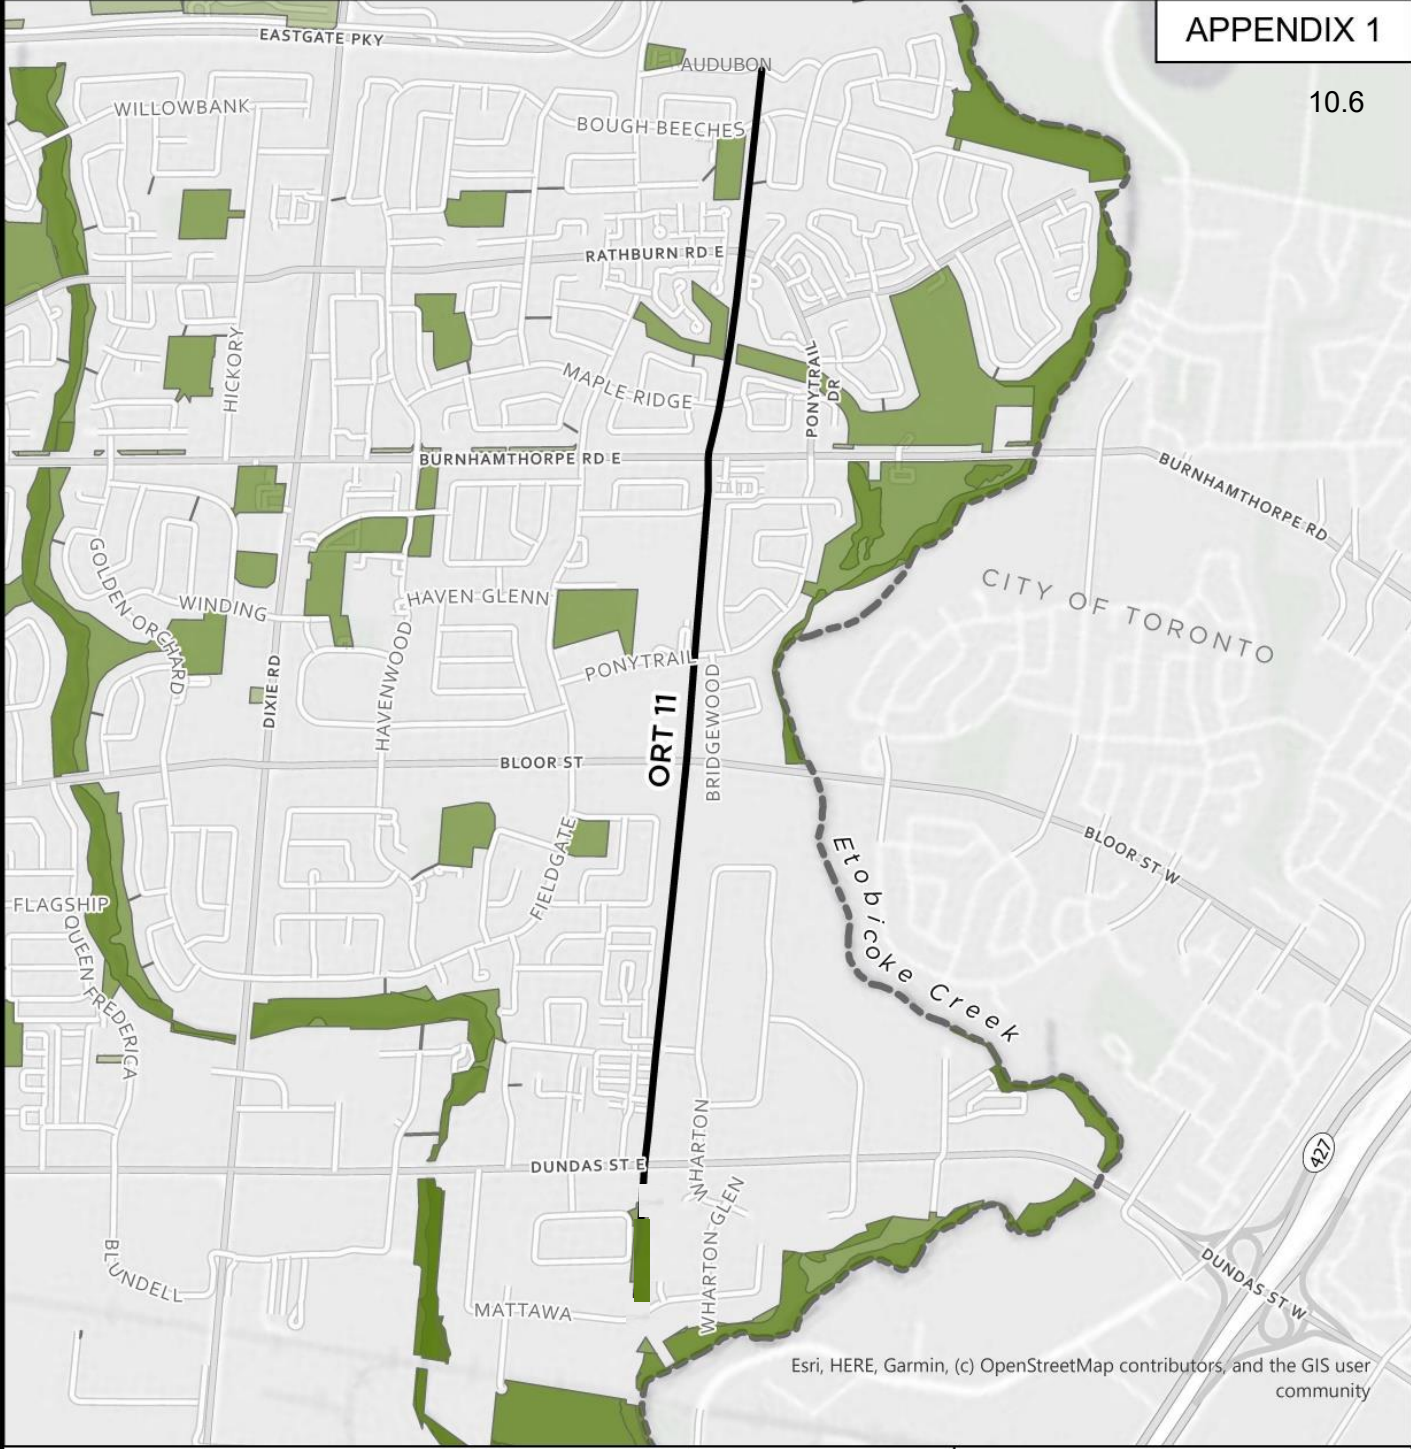 APPENDIX 1
10.6
EASTGATE PKY
AUDUBON
WILLOWBANK
BOUGH BEECHES
RATHBURN RD E
HICKORY
MAPLE RIDGE
PONYTRAIL
DR
BURNHAMTHORPE RD E
BURNHAMTHORPE RD
GOLDEN ORCHARD
WINDING
HAVEN GLENN
CITY OF TORONTO
HAVENWOOD
DIXIE RD
PONYTRAIL
BRIDGEWOOD
ORT 11
BLOOR ST
BLOOR ST W
FIELDGATE
Etobicoke Creek
FLAGSHIP
QUEEN FREDERICA
WHARTON
DUNDAS ST E
427
WHARTON GLEN
BLUNDELL
MATTAWA
DUNDAS ST W
Esri, HERE, Garmin, (c) OpenStreetMap contributors, and the GIS user
community